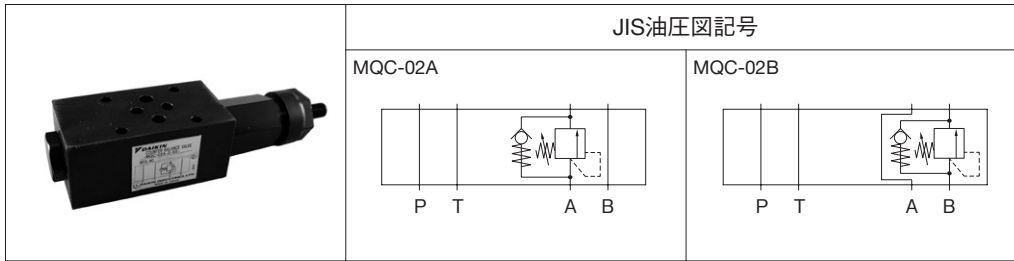 JIS油圧図記号
MQC-02A
MQC-02B
DAIKIN
P T A B
P T A B